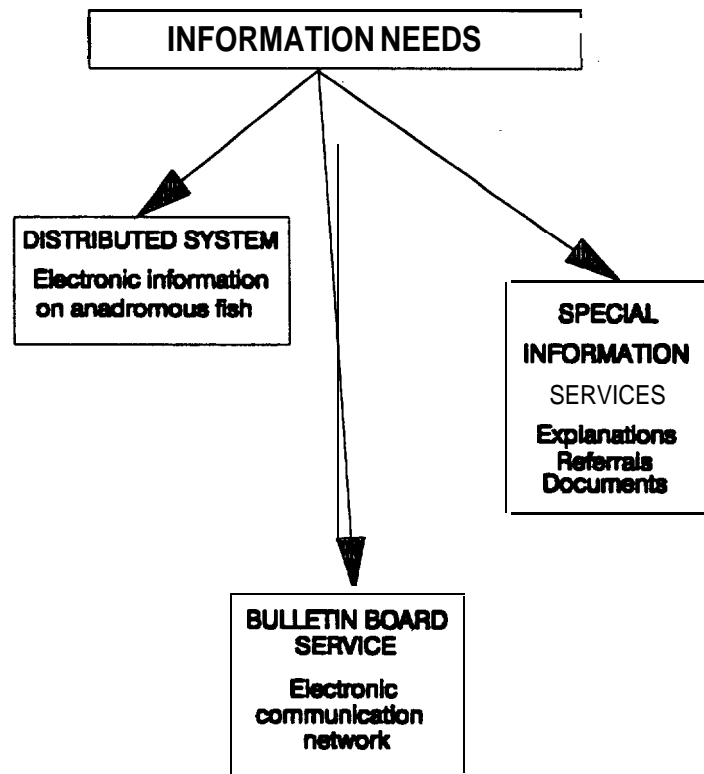 INFORMATION NEEDS
DISTRIBUTED SYSTEM
Electronic information
on anadromous fish
SPECIAL
INFORMATION
SERVICES
Explanations
Referrals
Documents
BULLETIN BOARD
SERVICE
Electronic
communication
network